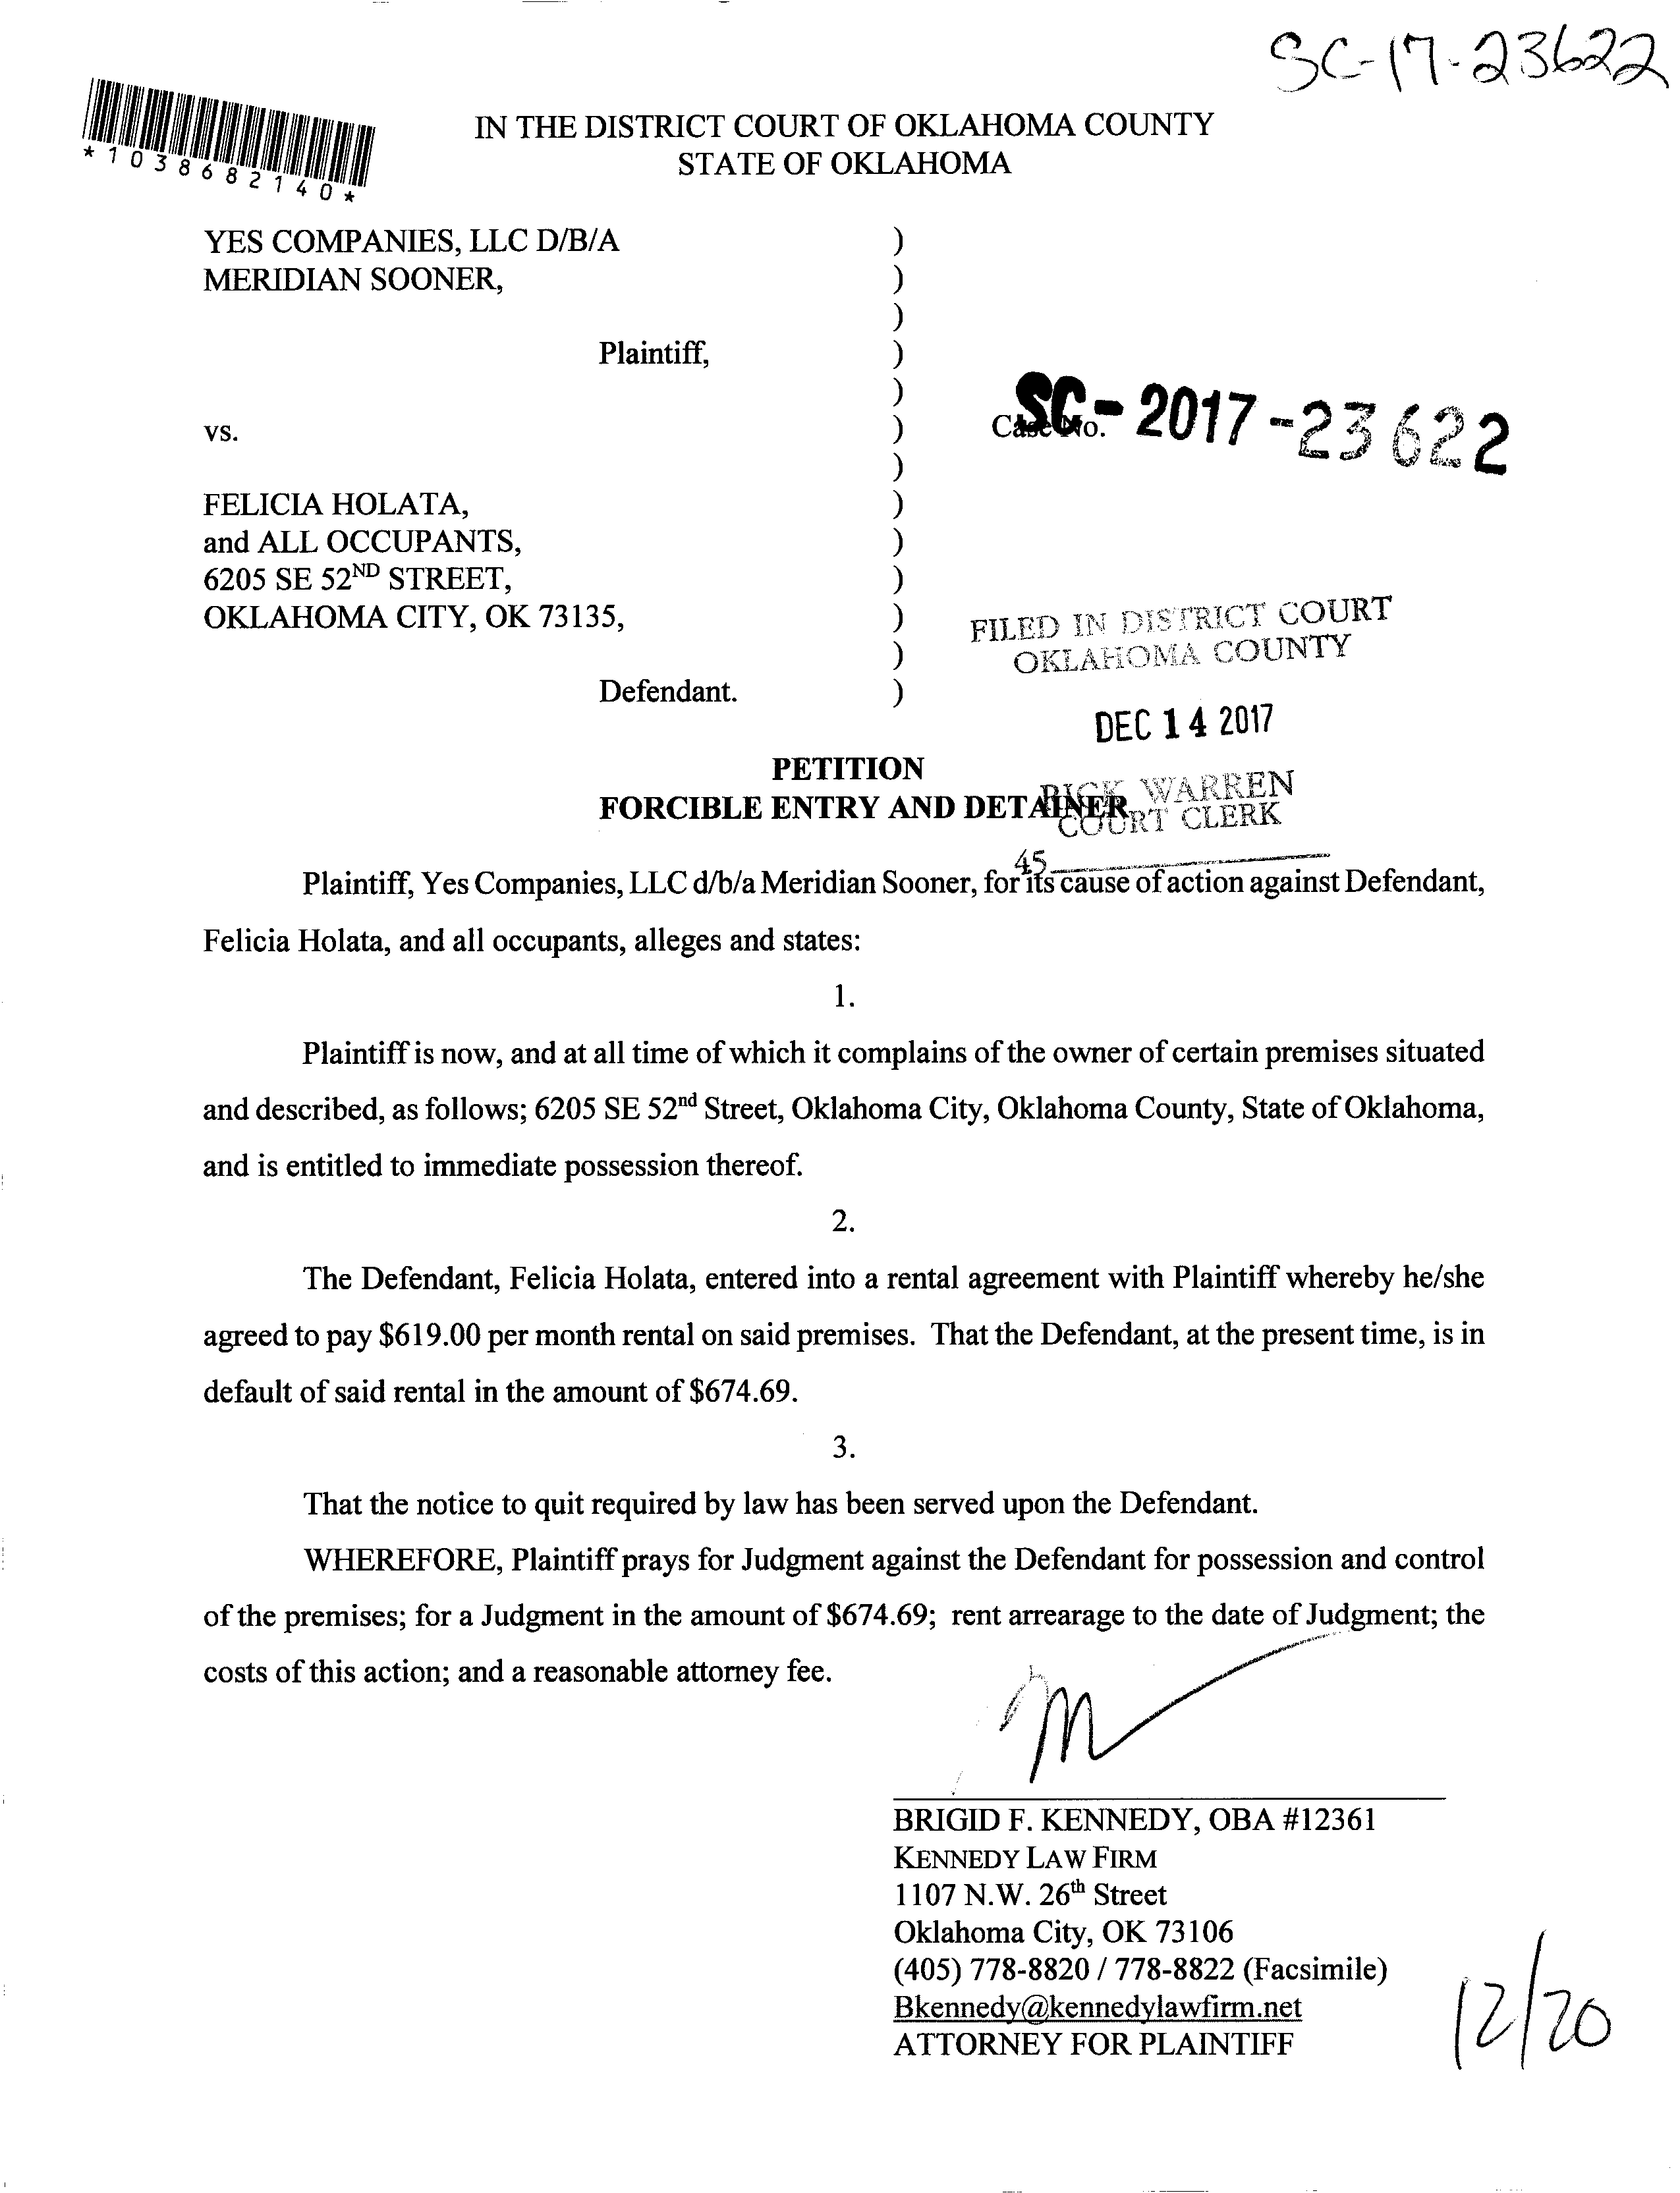 SC-17-23622
*1038682140*
IN THE DISTRICT COURT OF OKLAHOMA COUNTY
STATE OF OKLAHOMA
YES COMPANIES, LLC D/B/A )
MERIDIAN SOONER, )
)
Plaintiff, )
)
vs. ) Case No. SC-2017-23622
)
FELICIA HOLATA, )
and ALL OCCUPANTS, )
6205 SE 52ND STREET, )
OKLAHOMA CITY, OK 73135, )
)
Defendant. )
FILED IN DISTRICT COURT
OKLAHOMA COUNTY
DEC 14 2017
PETITION
FORCIBLE ENTRY AND DETAINER
RICK WARREN
COURT CLERK
45
Plaintiff, Yes Companies, LLC d/b/a Meridian Sooner, for its cause of action against Defendant,
Felicia Holata, and all occupants, alleges and states:
1.
Plaintiff is now, and at all time of which it complains of the owner of certain premises situated
and described, as follows; 6205 SE 52nd Street, Oklahoma City, Oklahoma County, State of Oklahoma,
and is entitled to immediate possession thereof.
2.
The Defendant, Felicia Holata, entered into a rental agreement with Plaintiff whereby he/she
agreed to pay $619.00 per month rental on said premises. That the Defendant, at the present time, is in
default of said rental in the amount of $674.69.
3.
That the notice to quit required by law has been served upon the Defendant.
WHEREFORE, Plaintiff prays for Judgment against the Defendant for possession and control
of the premises; for a Judgment in the amount of $674.69; rent arrearage to the date of Judgment; the
costs of this action; and a reasonable attorney fee.
BRIGID F. KENNEDY, OBA #12361
KENNEDY LAW FIRM
1107 N.W. 26th Street
Oklahoma City, OK 73106
(405) 778-8820 / 778-8822 (Facsimile)
Bkennedy@kennedylawfirm.net
ATTORNEY FOR PLAINTIFF
12/20